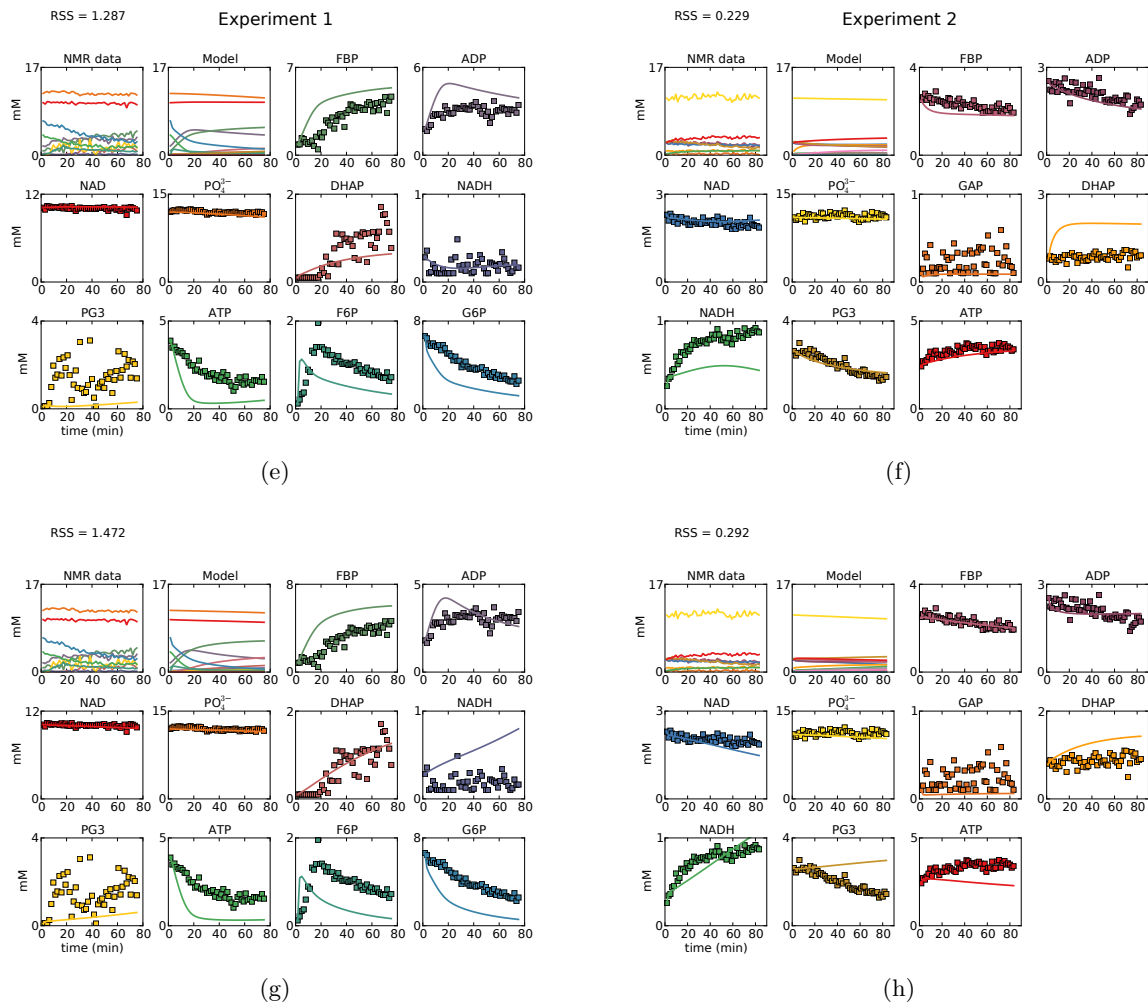 RSS = 1.287
Experiment 1
NMR data Model FBP ADP
17 17 7 6
mM
0 0 0 0
0 20 40 60 80 0 20 40 60 80 0 20 40 60 80 0 20 40 60 80
NAD PO₄³⁻ DHAP NADH
12 15 2 1
mM
0 0 0 0
0 20 40 60 80 0 20 40 60 80 0 20 40 60 80 0 20 40 60 80
PG3 ATP F6P G6P
4 5 2 8
mM
0 0 0 0
0 20 40 60 80 0 20 40 60 80 0 20 40 60 80 0 20 40 60 80
time (min)
(e)
RSS = 0.229
Experiment 2
NMR data Model FBP ADP
17 17 4 3
mM
0 0 0 0
0 20 40 60 80 0 20 40 60 80 0 20 40 60 80 0 20 40 60 80
NAD PO₄³⁻ GAP DHAP
3 15 1 3
mM
0 0 0 0
0 20 40 60 80 0 20 40 60 80 0 20 40 60 80 0 20 40 60 80
NADH PG3 ATP
1 4 5
mM
0 0 0
0 20 40 60 80 0 20 40 60 80 0 20 40 60 80
time (min)
(f)
RSS = 1.472
NMR data Model FBP ADP
17 17 8 5
mM
0 0 0 0
0 20 40 60 80 0 20 40 60 80 0 20 40 60 80 0 20 40 60 80
NAD PO₄³⁻ DHAP NADH
12 15 2 1
mM
0 0 0 0
0 20 40 60 80 0 20 40 60 80 0 20 40 60 80 0 20 40 60 80
PG3 ATP F6P G6P
4 5 2 8
mM
0 0 0 0
0 20 40 60 80 0 20 40 60 80 0 20 40 60 80 0 20 40 60 80
time (min)
(g)
RSS = 0.292
NMR data Model FBP ADP
17 17 4 3
mM
0 0 0 0
0 20 40 60 80 0 20 40 60 80 0 20 40 60 80 0 20 40 60 80
NAD PO₄³⁻ GAP DHAP
3 15 1 2
mM
0 0 0 0
0 20 40 60 80 0 20 40 60 80 0 20 40 60 80 0 20 40 60 80
NADH PG3 ATP
1 4 5
mM
0 0 0
0 20 40 60 80 0 20 40 60 80 0 20 40 60 80
time (min)
(h)